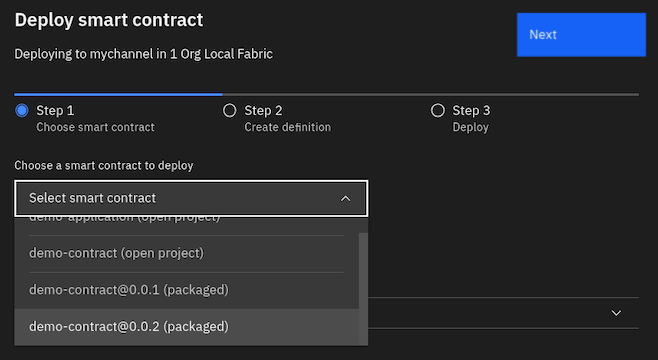 Deploy smart contract
Next
Deploying to mychannel in 1 Org Local Fabric
Step 1
Choose smart contract
Step 2
Create definition
Step 3
Deploy
Choose a smart contract to deploy
Select smart contract
demo-application (open project)
demo-contract (open project)
demo-contract@0.0.1 (packaged)
demo-contract@0.0.2 (packaged)